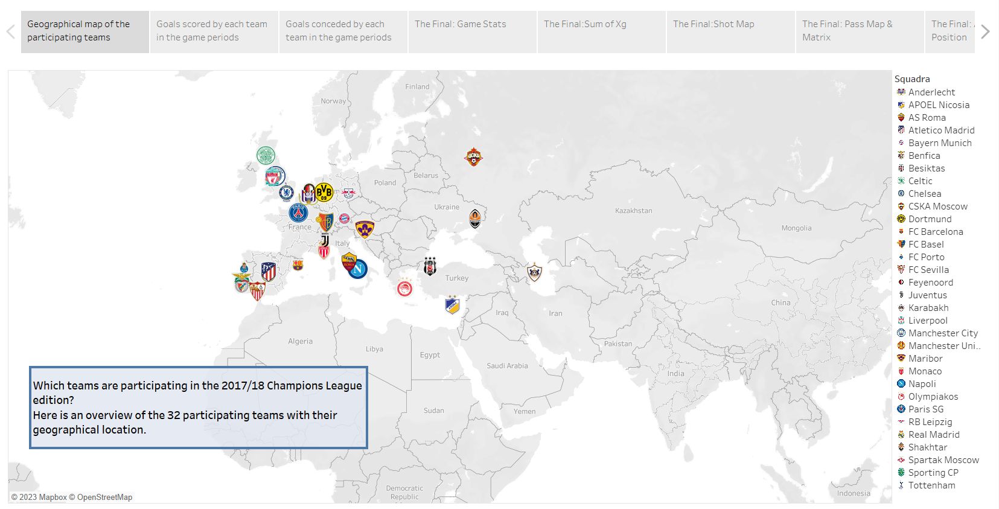 Geographical map of the
participating teams
Goals scored by each team
in the game periods
Goals conceded by each
team in the game periods
The Final: Game Stats
The Final:Sum of Xg
The Final:Shot Map
The Final: Pass Map &
Matrix
The Final:
Position
Finland
Norway
Belarus
Poland
Ukraine
Kazakhstan
Mongolia
France
Italy
Turkey
China
Iraq
Iran
Algeria
Libya
Egypt
Pakistan
Saudi Arabia
India
Sudan
Yemen
Democratic
Republic
Indonesia
Which teams are participating in the 2017/18 Champions League
edition?
Here is an overview of the 32 participating teams with their
geographical location.
© 2023 Mapbox © OpenStreetMap
Squadra
Anderlecht
APOEL Nicosia
AS Roma
Atletico Madrid
Bayern Munich
Benfica
Besiktas
Celtic
Chelsea
CSKA Moscow
Dortmund
FC Barcelona
FC Basel
FC Porto
FC Sevilla
Feyenoord
Juventus
Karabakh
Liverpool
Manchester City
Manchester Uni..
Maribor
Monaco
Napoli
Olympiakos
Paris SG
RB Leipzig
Real Madrid
Shakhtar
Spartak Moscow
Sporting CP
Tottenham
PARIS
BVB
09
ROMA
N